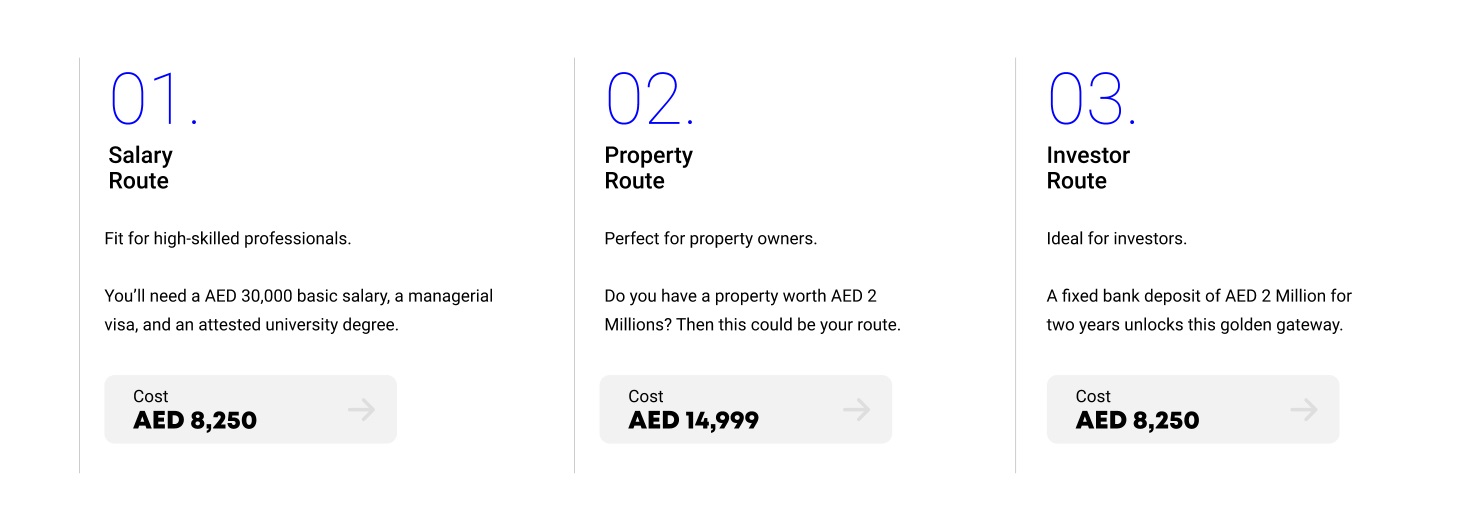 01.
Salary
Route
Fit for high-skilled professionals.
You’ll need a AED 30,000 basic salary, a managerial
visa, and an attested university degree.
Cost
AED 8,250
02.
Property
Route
Perfect for property owners.
Do you have a property worth AED 2
Millions? Then this could be your route.
Cost
AED 14,999
03.
Investor
Route
Ideal for investors.
A fixed bank deposit of AED 2 Million for
two years unlocks this golden gateway.
Cost
AED 8,250